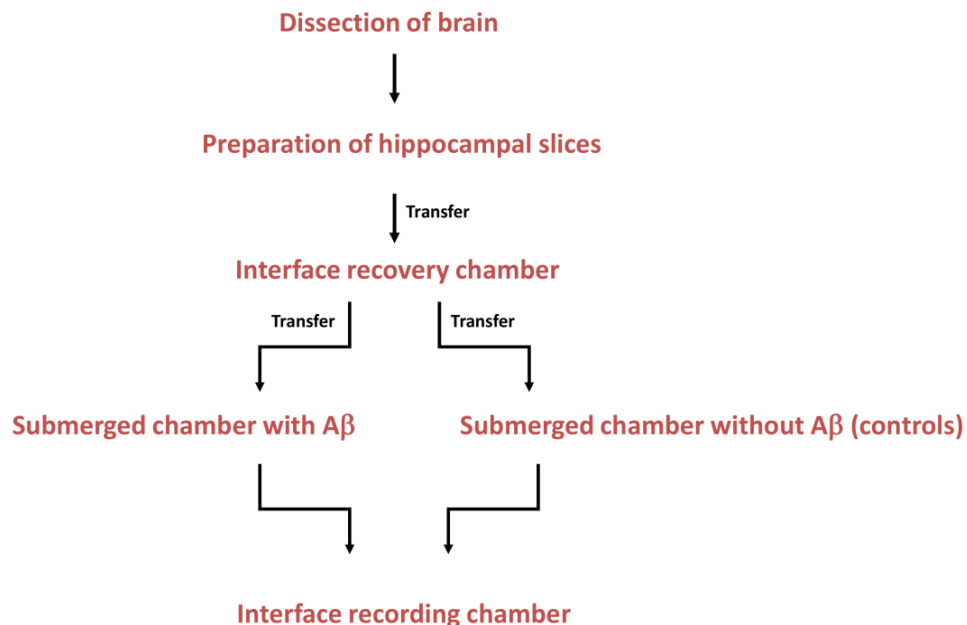 Dissection of brain
Preparation of hippocampal slices
Transfer
Interface recovery chamber
Transfer
Transfer
Submerged chamber with Aβ
Submerged chamber without Aβ (controls)
Interface recording chamber